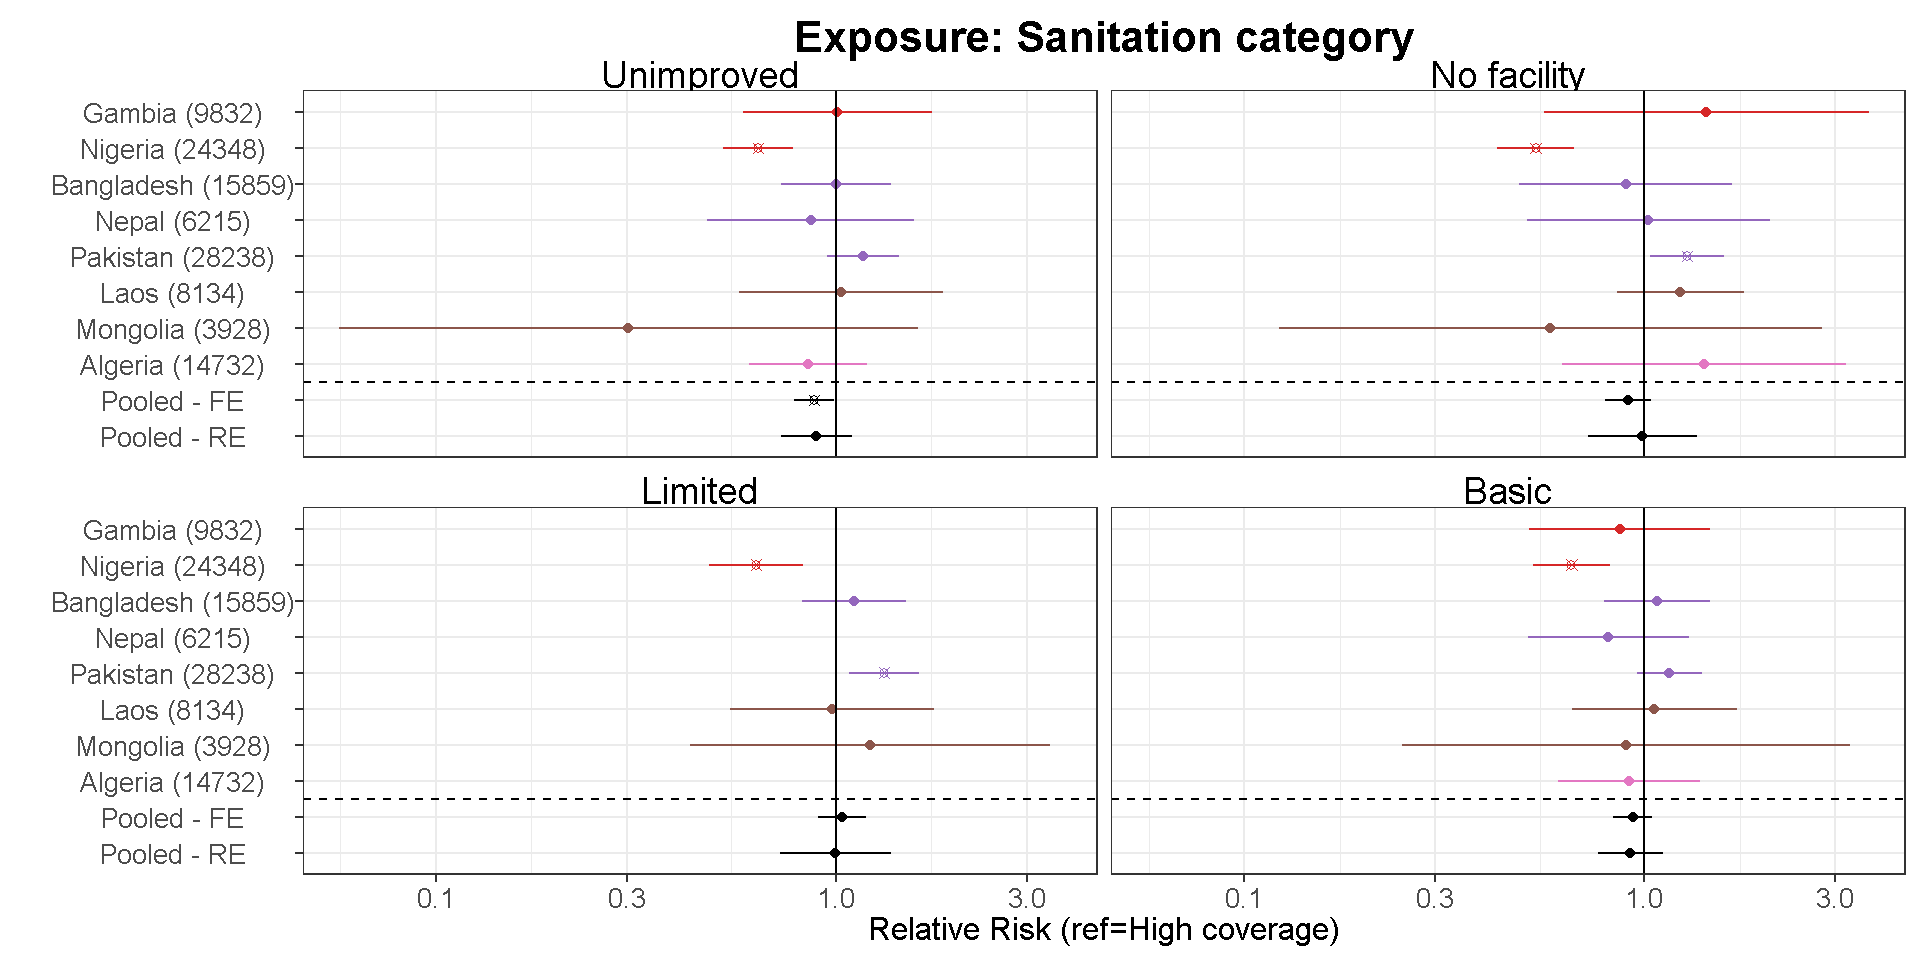 Exposure: Sanitation category
Unimproved
No facility
Gambia (9832)
Nigeria (24348)
Bangladesh (15859)
Nepal (6215)
Pakistan (28238)
Laos (8134)
Mongolia (3928)
Algeria (14732)
Pooled - FE
Pooled - RE
Limited
Basic
Gambia (9832)
Nigeria (24348)
Bangladesh (15859)
Nepal (6215)
Pakistan (28238)
Laos (8134)
Mongolia (3928)
Algeria (14732)
Pooled - FE
Pooled - RE
0.1 0.3 1.0 3.0 0.1 0.3 1.0 3.0
Relative Risk (ref=High coverage)